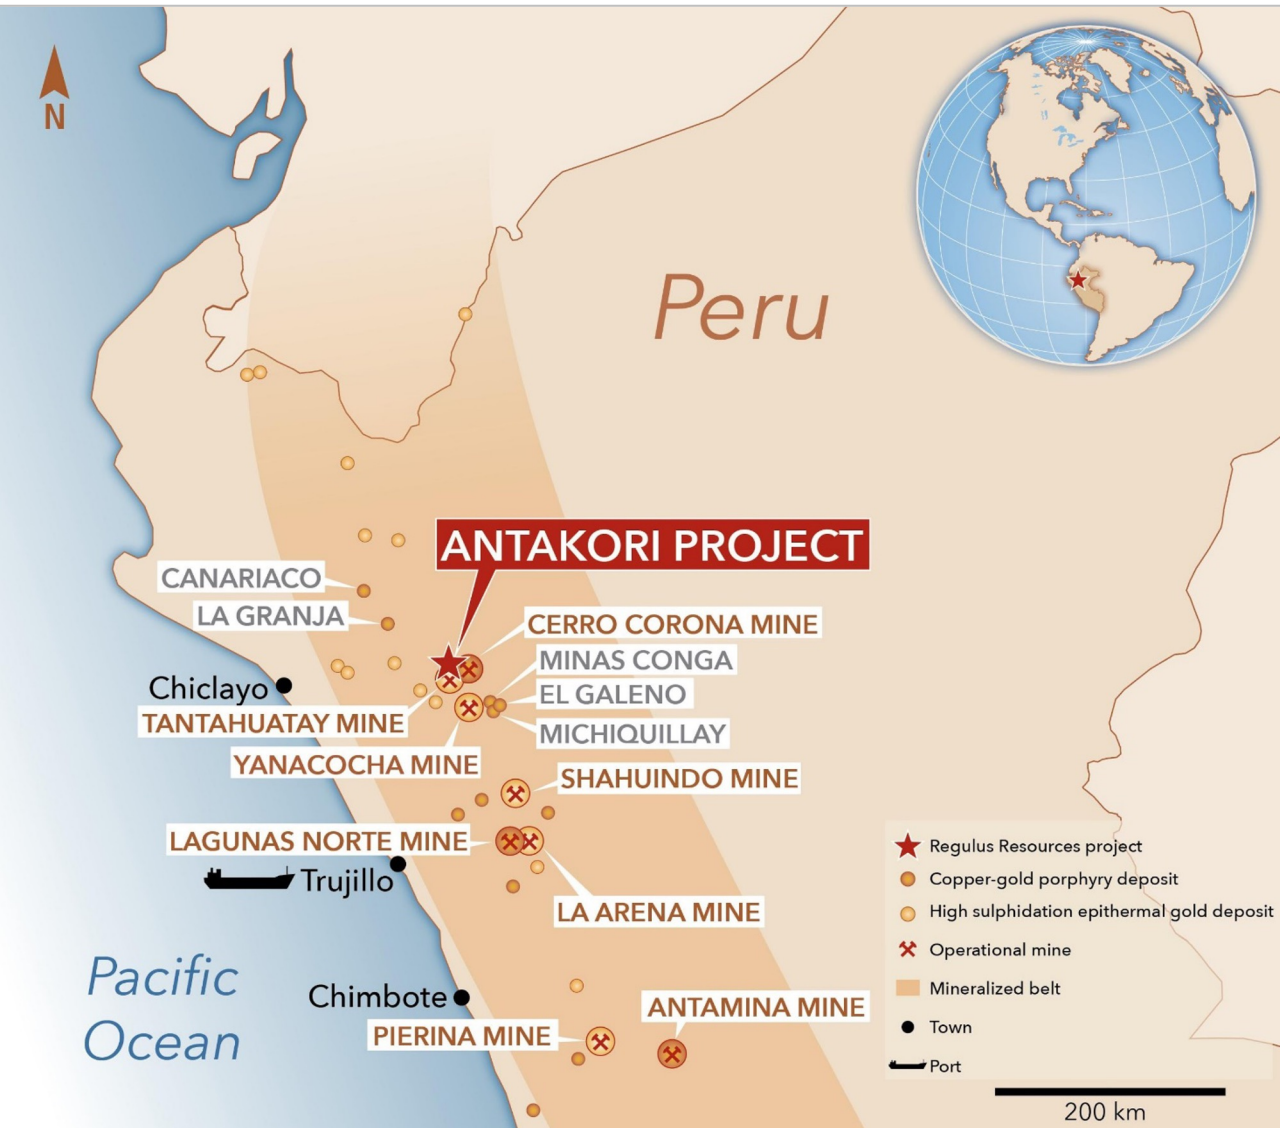 N
Peru
ANTAKORI PROJECT
CANARIACO
LA GRANJA
CERRO CORONA MINE
MINAS CONGA
EL GALENO
MICHIQUILLAY
Chiclayo
TANTAHUATAY MINE
YANACOCHA MINE
SHAHUINDO MINE
LAGUNAS NORTE MINE
Trujillo
LA ARENA MINE
Pacific
Ocean
Chimbote
PIERINA MINE
ANTAMINA MINE
Regulus Resources project
Copper-gold porphyry deposit
High sulphidation epithermal gold deposit
Operational mine
Mineralized belt
Town
Port
200 km